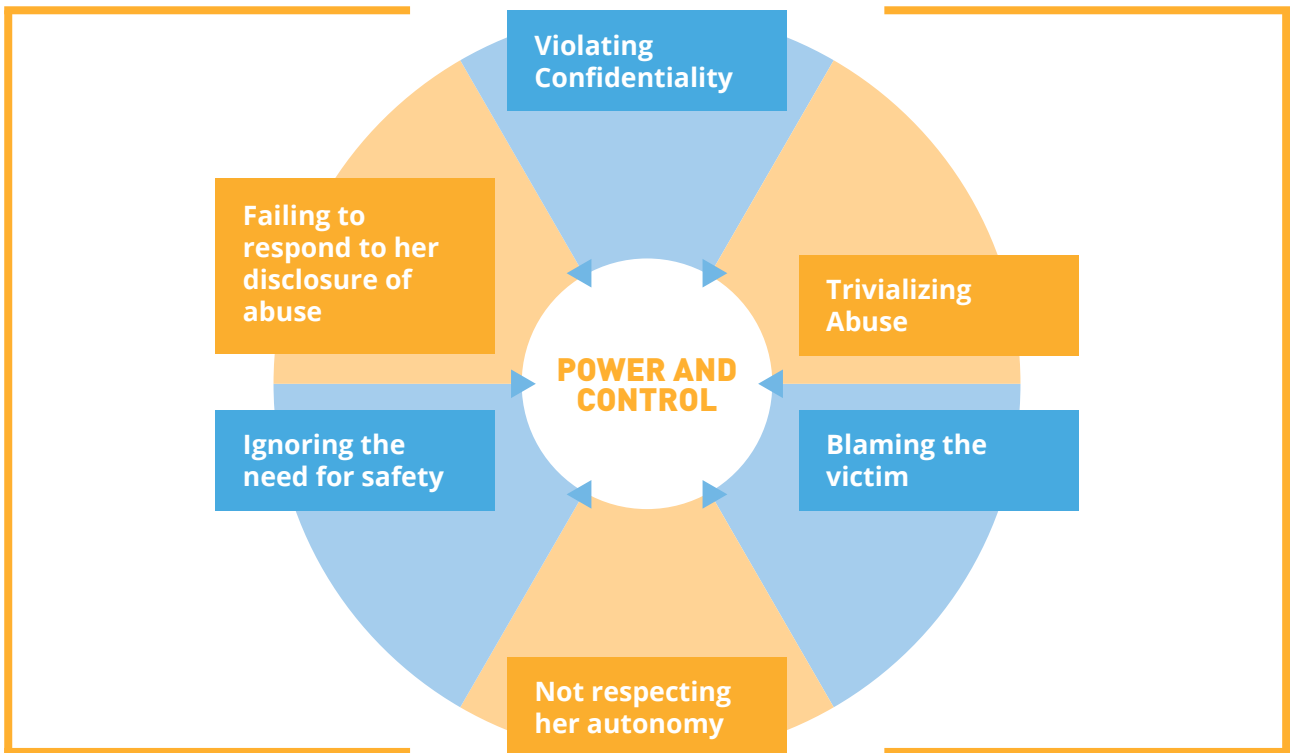 Violating
Confidentiality
Failing to
respond to her
disclosure of
abuse
Trivializing
Abuse
POWER AND
CONTROL
Ignoring the
need for safety
Blaming the
victim
Not respecting
her autonomy